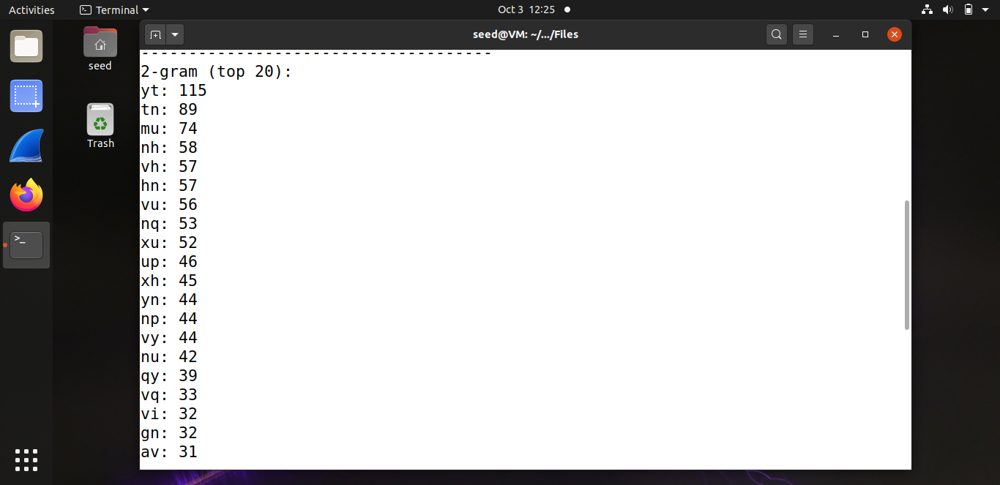 Activities Terminal Oct 3 12:25
seed@VM: ~/.../Files
seed
Trash
>_
-------------------------------------
2-gram (top 20):
yt: 115
tn: 89
mu: 74
nh: 58
vh: 57
hn: 57
vu: 56
nq: 53
xu: 52
up: 46
xh: 45
yn: 44
np: 44
vy: 44
nu: 42
qy: 39
vq: 33
vi: 32
gn: 32
av: 31